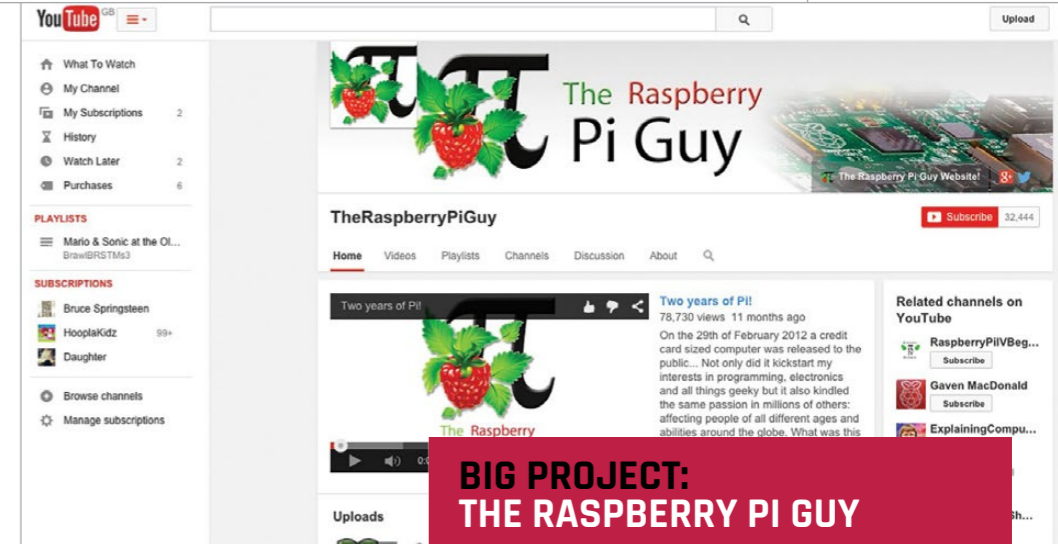 YouTube GB
Upload
What To Watch
My Channel
My Subscriptions 2
History
Watch Later 2
Purchases 6
PLAYLISTS
Mario & Sonic at the Ol...
BrawlBRSTMs3
SUBSCRIPTIONS
Bruce Springsteen
HooplaKidz 99+
Daughter
Browse channels
Manage subscriptions
The Raspberry
Pi Guy
The Raspberry Pi Guy Website!
TheRaspberryPiGuy
Subscribe 32,444
Home Videos Playlists Channels Discussion About
Two years of Pi!
The Raspberry
Two years of Pi!
78,730 views 11 months ago
On the 29th of February 2012 a credit
card sized computer was released to the
public... Not only did it kickstart my
interests in programming, electronics
and all things geeky but it also kindled
the same passion in millions of others:
affecting people of all different ages and
abilities around the globe. What was this
Uploads
Related channels on
YouTube
RaspberryPiIVBeg...
Subscribe
Gaven MacDonald
Subscribe
ExplainingCompu...
BIG PROJECT:
THE RASPBERRY PI GUY